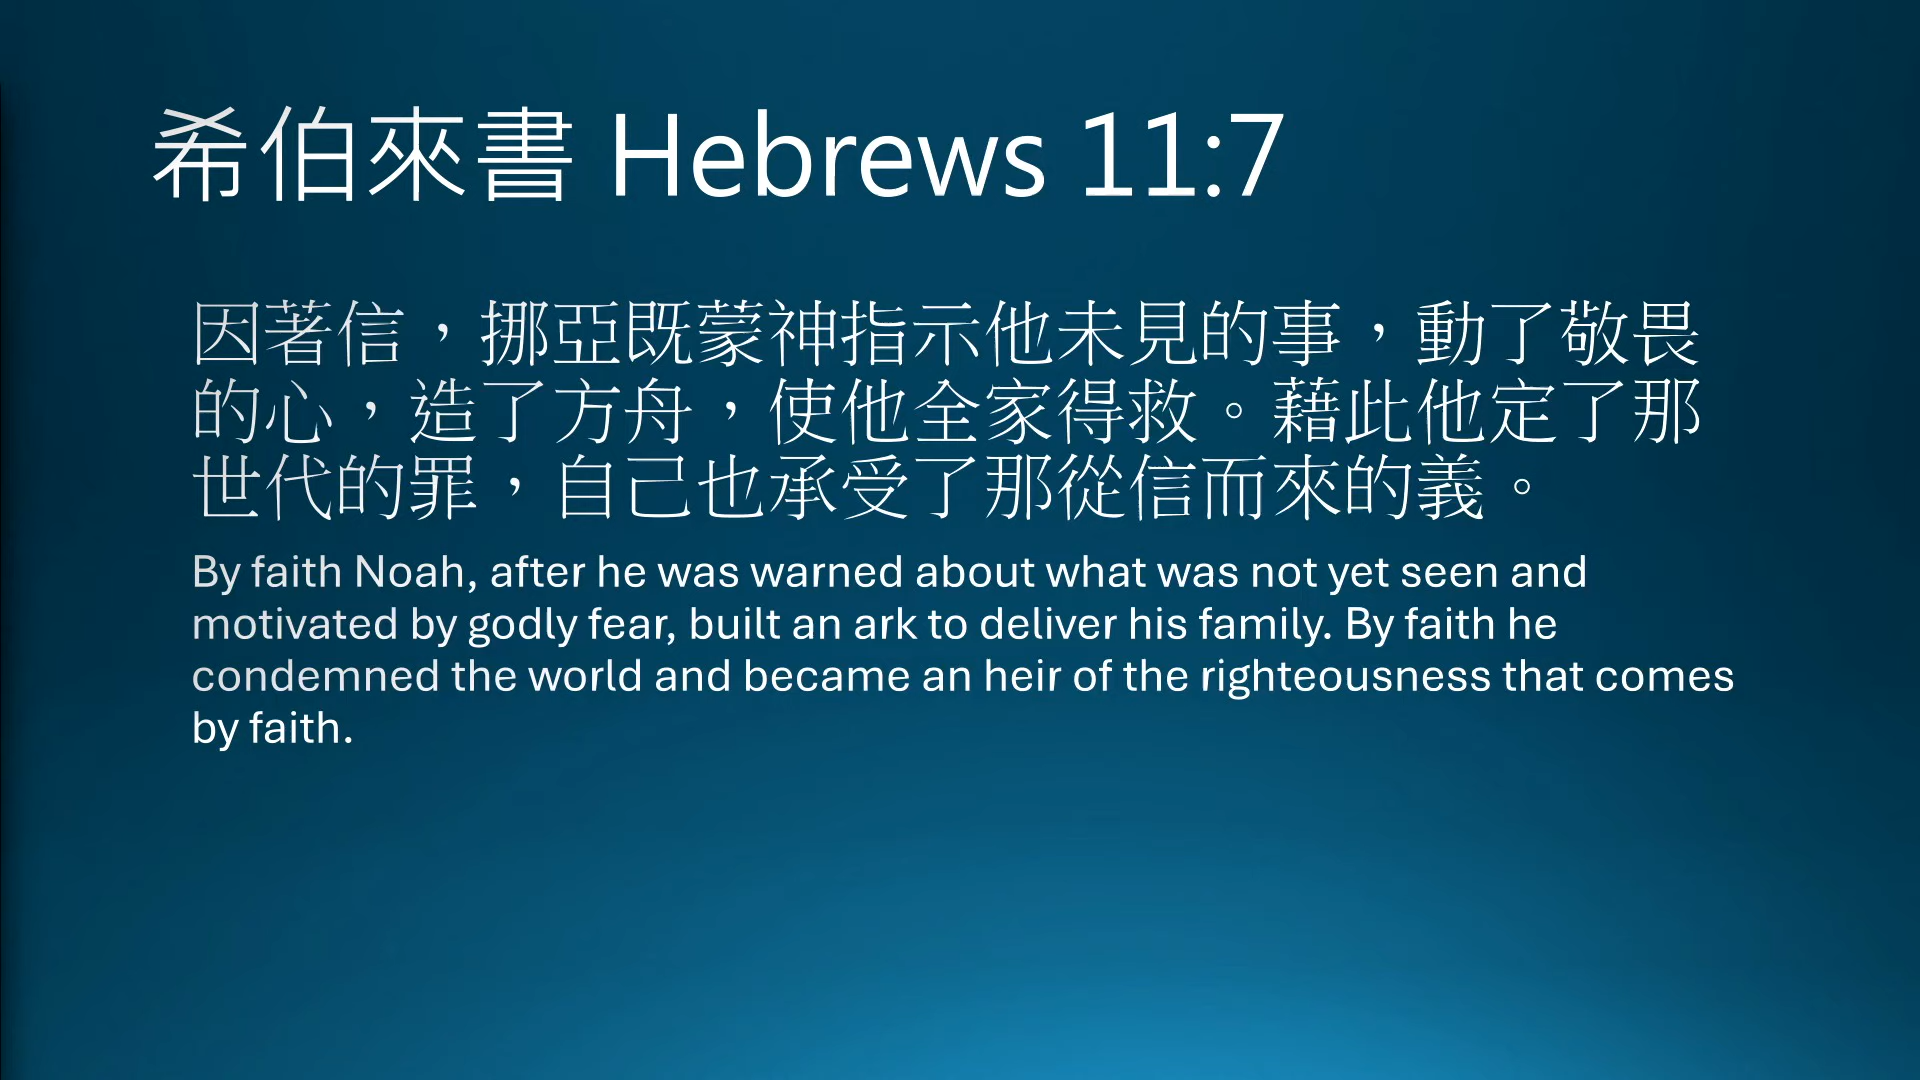 希伯來書 Hebrews 11:7
因著信，挪亞既蒙神指示他未見的事，動了敬畏
的心，造了方舟，使他全家得救。藉此他定了那
世代的罪，自己也承受了那從信而來的義。
By faith Noah, after he was warned about what was not yet seen and
motivated by godly fear, built an ark to deliver his family. By faith he
condemned the world and became an heir of the righteousness that comes
by faith.